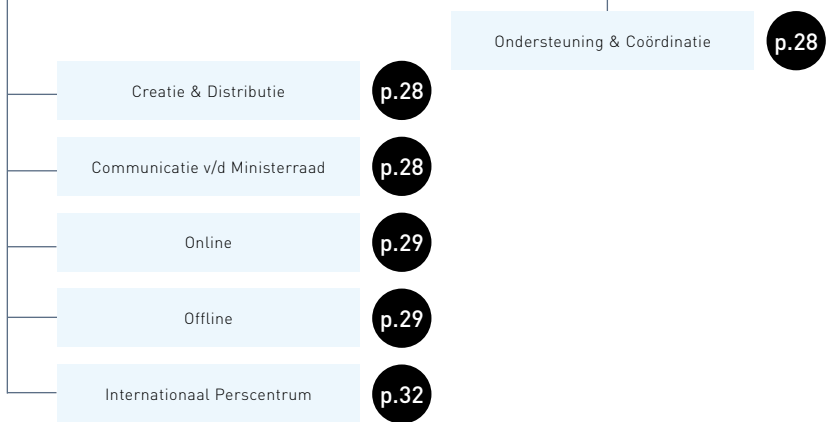 Ondersteuning & Coördinatie p.28
Creatie & Distributie p.28
Communicatie v/d Ministerraad p.28
Online p.29
Offline p.29
Internationaal Perscentrum p.32